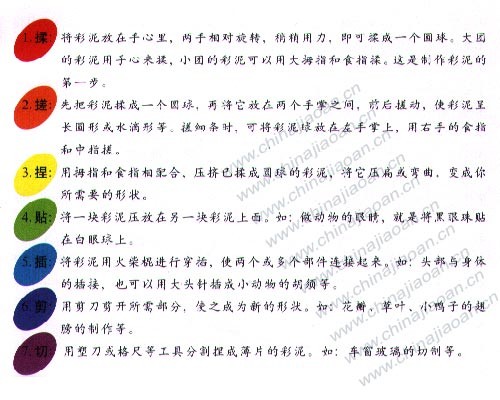 1.揉: 将彩泥放在手心里，两手相对旋转，稍稍用力，即可揉成一个圆球。大团
的彩泥用手心来揉，小团的彩泥可以用大拇指和食指揉。这是制作彩泥的
第一步。
2.搓: 先把彩泥揉成一个圆球，再将它放在两个手掌之间，前后搓动，使彩泥呈
长圆形或水滴形等。搓细条时，可将彩泥球放在左手掌上，用右手的食指
和中指搓。
3.捏: 用拇指和食指相配合、压挤已揉成圆球的彩泥，将它压扁或弯曲，变成你
所需要的形状。
4.貼: 将一块彩泥压放在另一块彩泥上面。如：做动物的眼睛，就是将黑眼珠贴
在白眼球上。
5.插: 将彩泥用火柴棍进行穿插，使两个或多个部件连接起来。如：头部与身体
的插接，也可以用大头针插成小动物的胡须等。
6.剪: 用剪刀剪开所需部分，使之成为新的形状。如：花瓣、草叶、小鸭子的翅
膀的制作等。
7.切: 用塑刀或格尺等工具分割捏成薄片的彩泥。如：车窗玻璃的切制等。
www.chinajiaoan.cn
www.chinajiaoan.cn
www.chinajiaoan.cn
www.chinajiaoan.cn